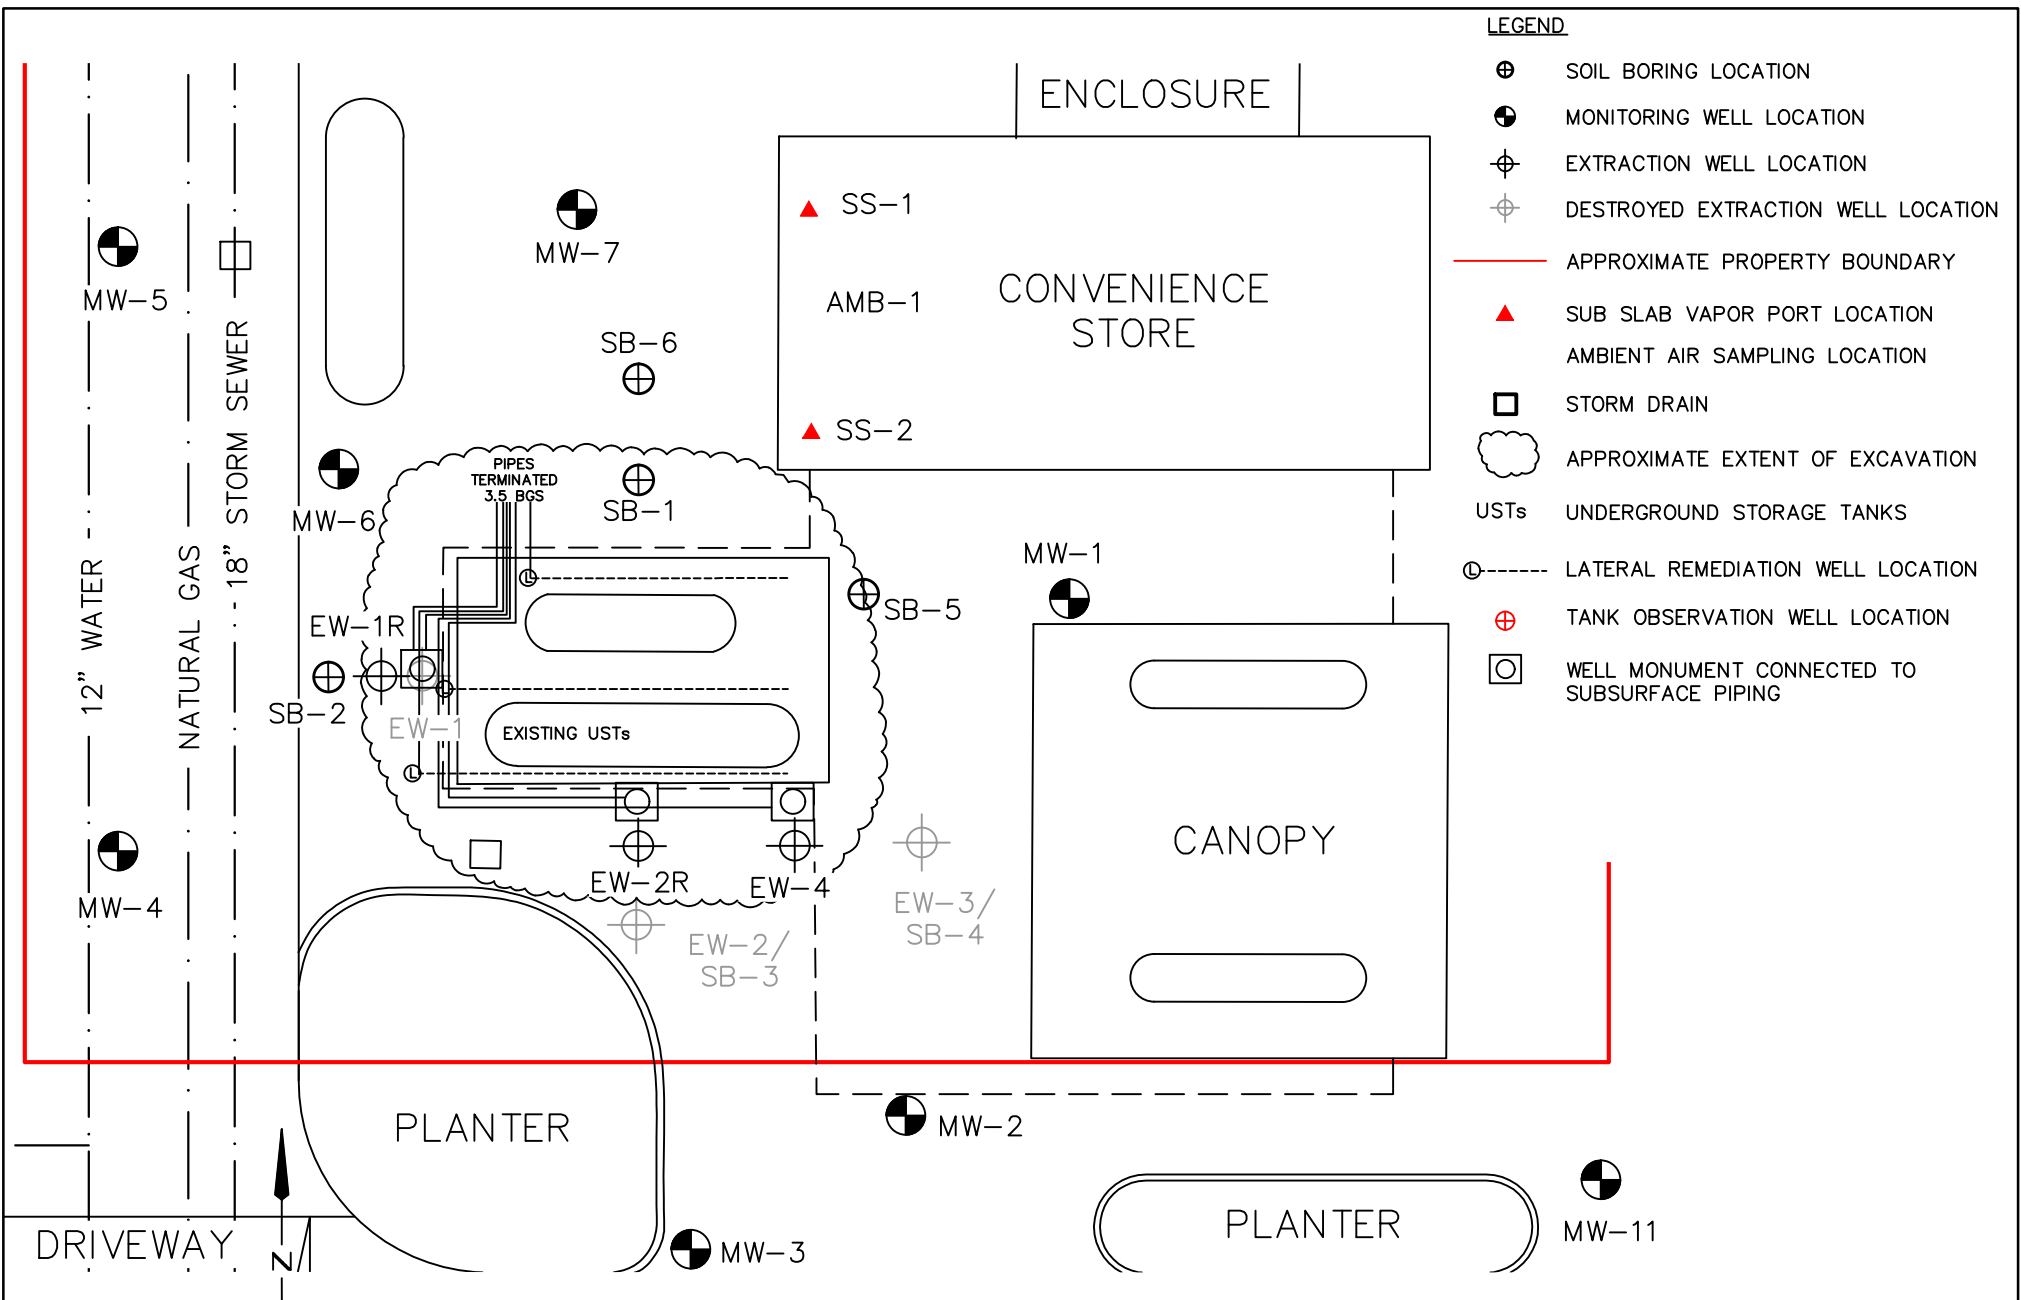 LEGEND
SOIL BORING LOCATION
MONITORING WELL LOCATION
EXTRACTION WELL LOCATION
DESTROYED EXTRACTION WELL LOCATION
APPROXIMATE PROPERTY BOUNDARY
SUB SLAB VAPOR PORT LOCATION
AMBIENT AIR SAMPLING LOCATION
STORM DRAIN
APPROXIMATE EXTENT OF EXCAVATION
USTs UNDERGROUND STORAGE TANKS
L LATERAL REMEDIATION WELL LOCATION
TANK OBSERVATION WELL LOCATION
WELL MONUMENT CONNECTED TO
SUBSURFACE PIPING
ENCLOSURE
SS-1
MW-7
MW-5
AMB-1
CONVENIENCE
STORE
SB-6
18" STORM SEWER
SS-2
PIPES
TERMINATED
3.5 BGS
SB-1
MW-6
MW-1
12" WATER
NATURAL GAS
L
SB-5
EW-1R
L
SB-2
EW-1
EXISTING USTs
L
CANOPY
EW-2R
EW-4
MW-4
EW-3/
SB-4
EW-2/
SB-3
PLANTER
MW-2
PLANTER
MW-11
DRIVEWAY
N
MW-3